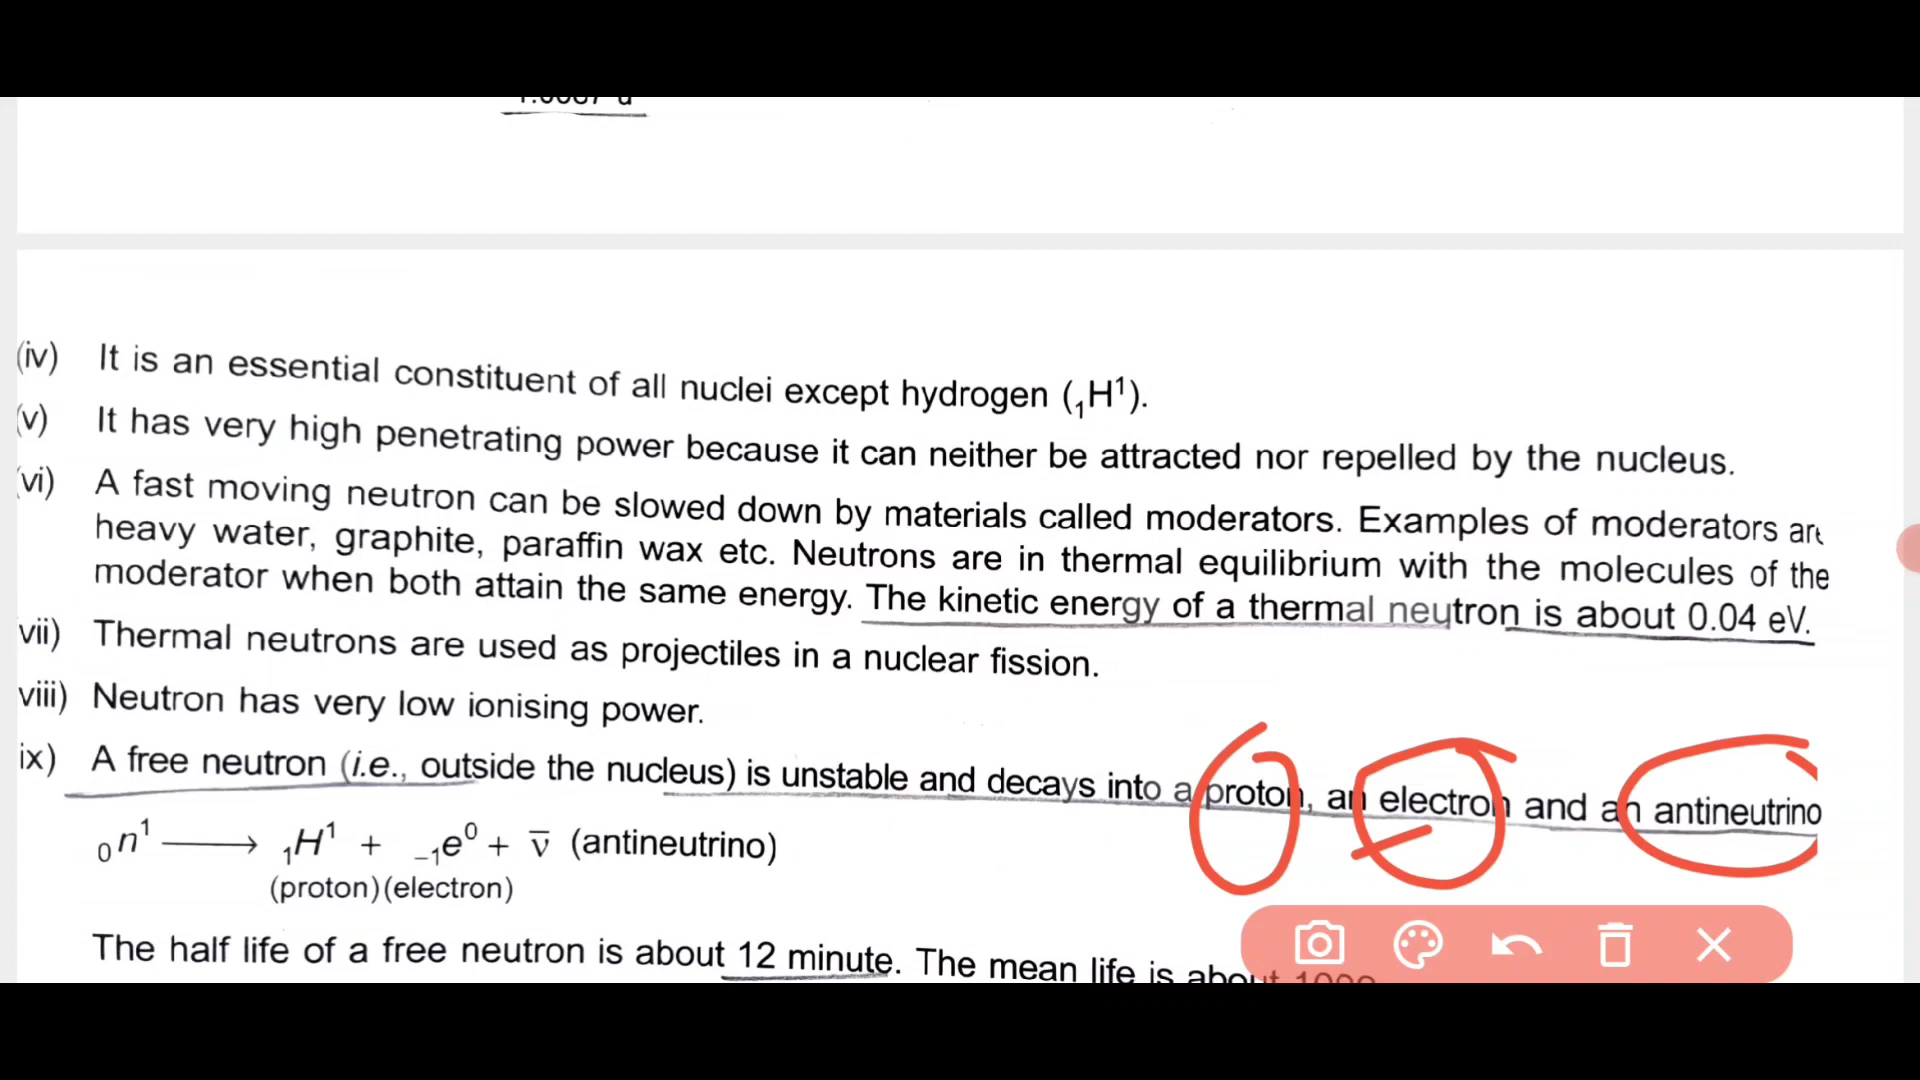 (iv) It is an essential constituent of all nuclei except hydrogen (₁H¹).
(v) It has very high penetrating power because it can neither be attracted nor repelled by the nucleus.
(vi) A fast moving neutron can be slowed down by materials called moderators. Examples of moderators are
heavy water, graphite, paraffin wax etc. Neutrons are in thermal equilibrium with the molecules of the
moderator when both attain the same energy. The kinetic energy of a thermal neutron is about 0.04 eV.
vii) Thermal neutrons are used as projectiles in a nuclear fission.
viii) Neutron has very low ionising power.
ix) A free neutron (i.e., outside the nucleus) is unstable and decays into a proton, an electron and an antineutrino
₀n¹ ⟶ ₁H¹ + ₋₁e⁰ + ν̅ (antineutrino)
(proton) (electron)
The half life of a free neutron is about 12 minute. The mean life is about